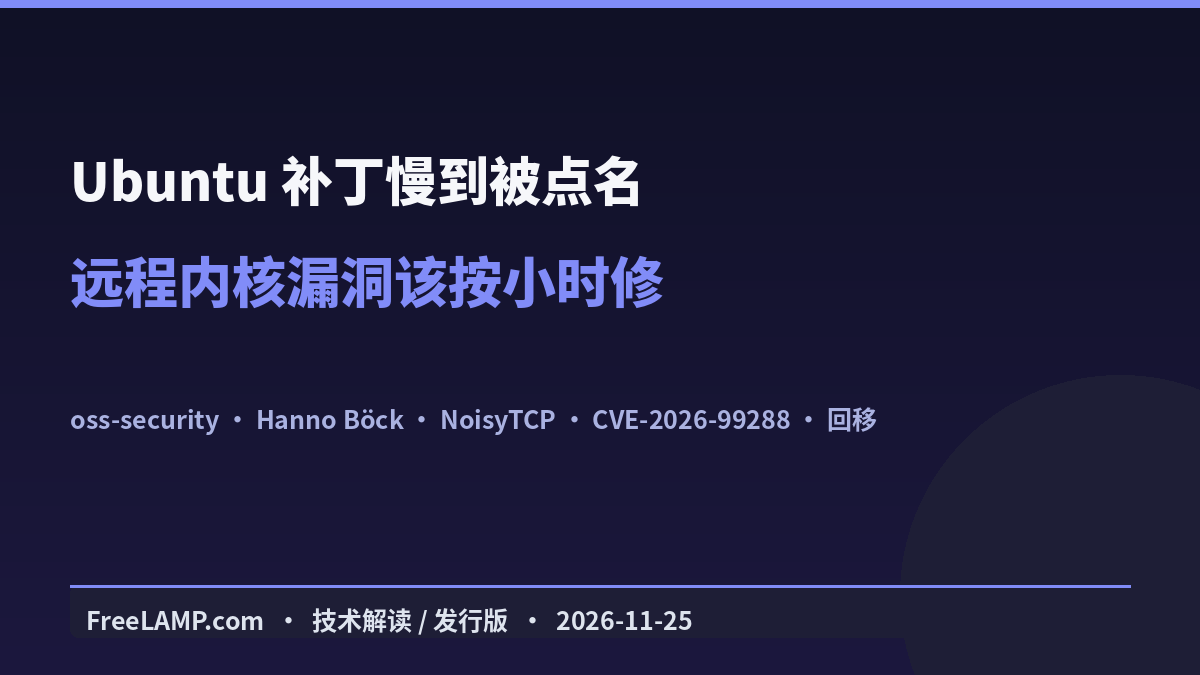 Ubuntu 补丁慢到被点名
远程内核漏洞该按小时修
oss-security · Hanno Böck · NoisyTCP · CVE-2026-99288 · 回移
FreeLAMP.com · 技术解读 / 发行版 · 2026-11-25